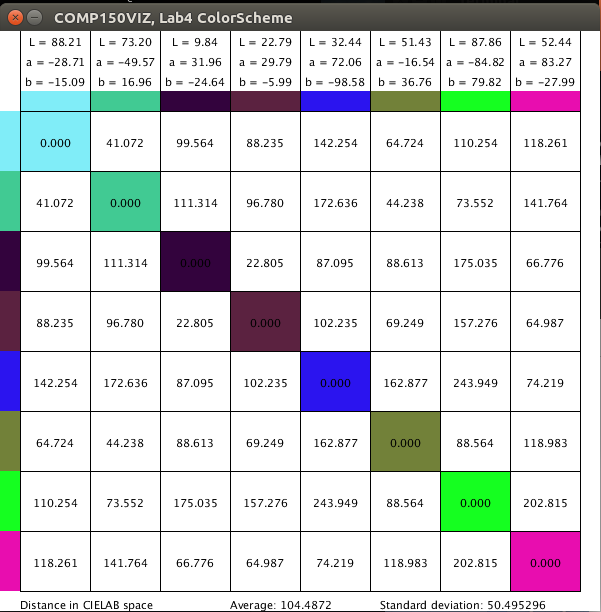 COMP150VIZ, Lab4 ColorScheme
L = 88.21 L = 73.20 L = 9.84 L = 22.79 L = 32.44 L = 51.43 L = 87.86 L = 52.44
a = -28.71 a = -49.57 a = 31.96 a = 29.79 a = 72.06 a = -16.54 a = -84.82 a = 83.27
b = -15.09 b = 16.96 b = -24.64 b = -5.99 b = -98.58 b = 36.76 b = 79.82 b = -27.99
0.000 41.072 99.564 88.235 142.254 64.724 110.254 118.261
41.072 0.000 111.314 96.780 172.636 44.238 73.552 141.764
99.564 111.314 0.000 22.805 87.095 88.613 175.035 66.776
88.235 96.780 22.805 0.000 102.235 69.249 157.276 64.987
142.254 172.636 87.095 102.235 0.000 162.877 243.949 74.219
64.724 44.238 88.613 69.249 162.877 0.000 88.564 118.983
110.254 73.552 175.035 157.276 243.949 88.564 0.000 202.815
118.261 141.764 66.776 64.987 74.219 118.983 202.815 0.000
Distance in CIELAB space Average: 104.4872 Standard deviation: 50.495296